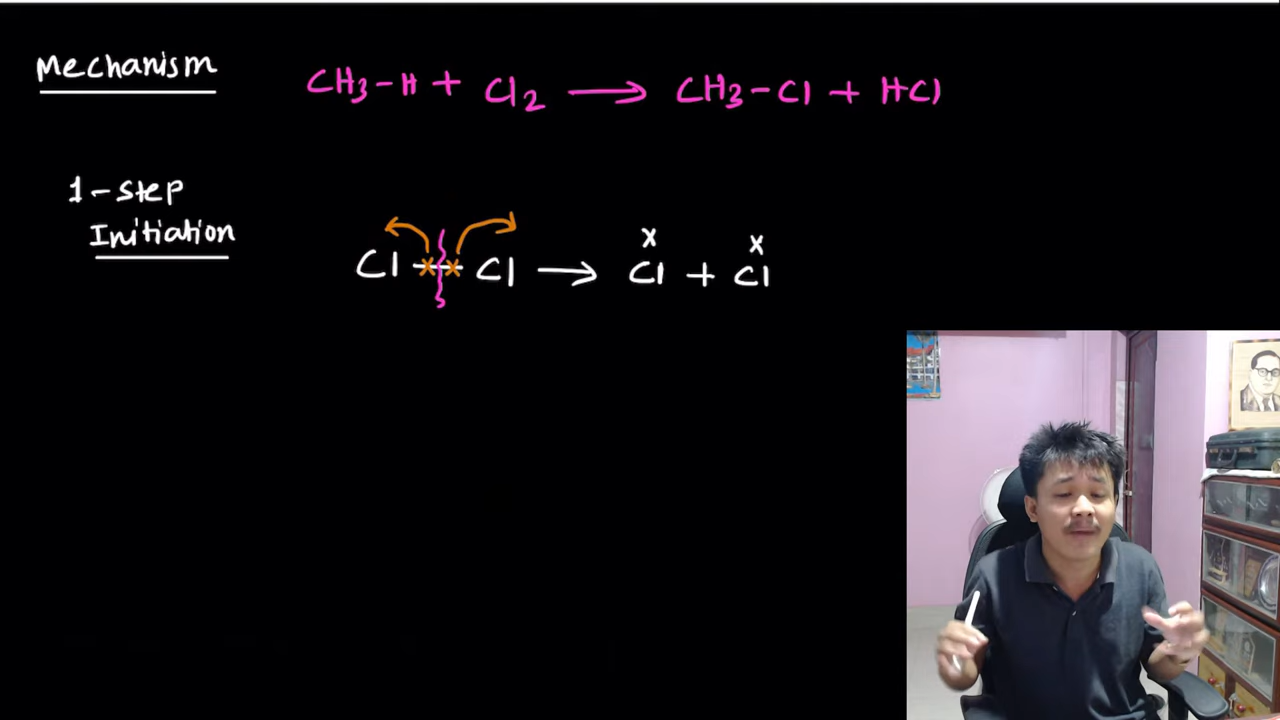 Mechanism
CH3-H + Cl2 ⟶ CH3-Cl + HCl
1-step
Initiation
Cl-x-x-Cl ⟶ Cl + Cl
x x